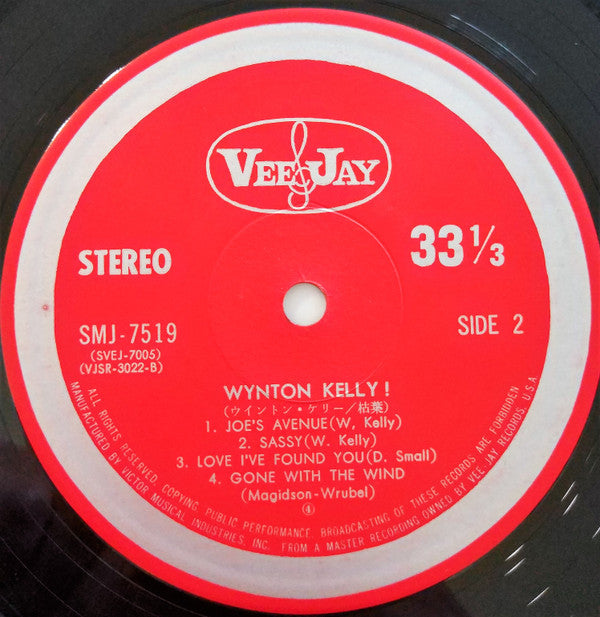 VEE JAY
STEREO
33 1/3
SMJ-7519
(SVEJ-7005)
(VJSR-3022-B)
SIDE 2
WYNTON KELLY!
(ウイントン・ケリー/枯葉)
1. JOE'S AVENUE(W, Kelly)
2. SASSY(W. Kelly)
3. LOVE I'VE FOUND YOU(D. Small)
4. GONE WITH THE WIND
(Magidson-Wrubel)
④
ALL RIGHTS RESERVED. COPYING, PUBLIC PERFORMANCE, BROADCASTING OF THESE RECORDS ARE FORBIDDEN
MANUFACTURED BY VICTOR MUSICAL INDUSTRIES, INC. FROM A MASTER RECORDING OWNED BY VEE JAY RECORDS, U.S.A.